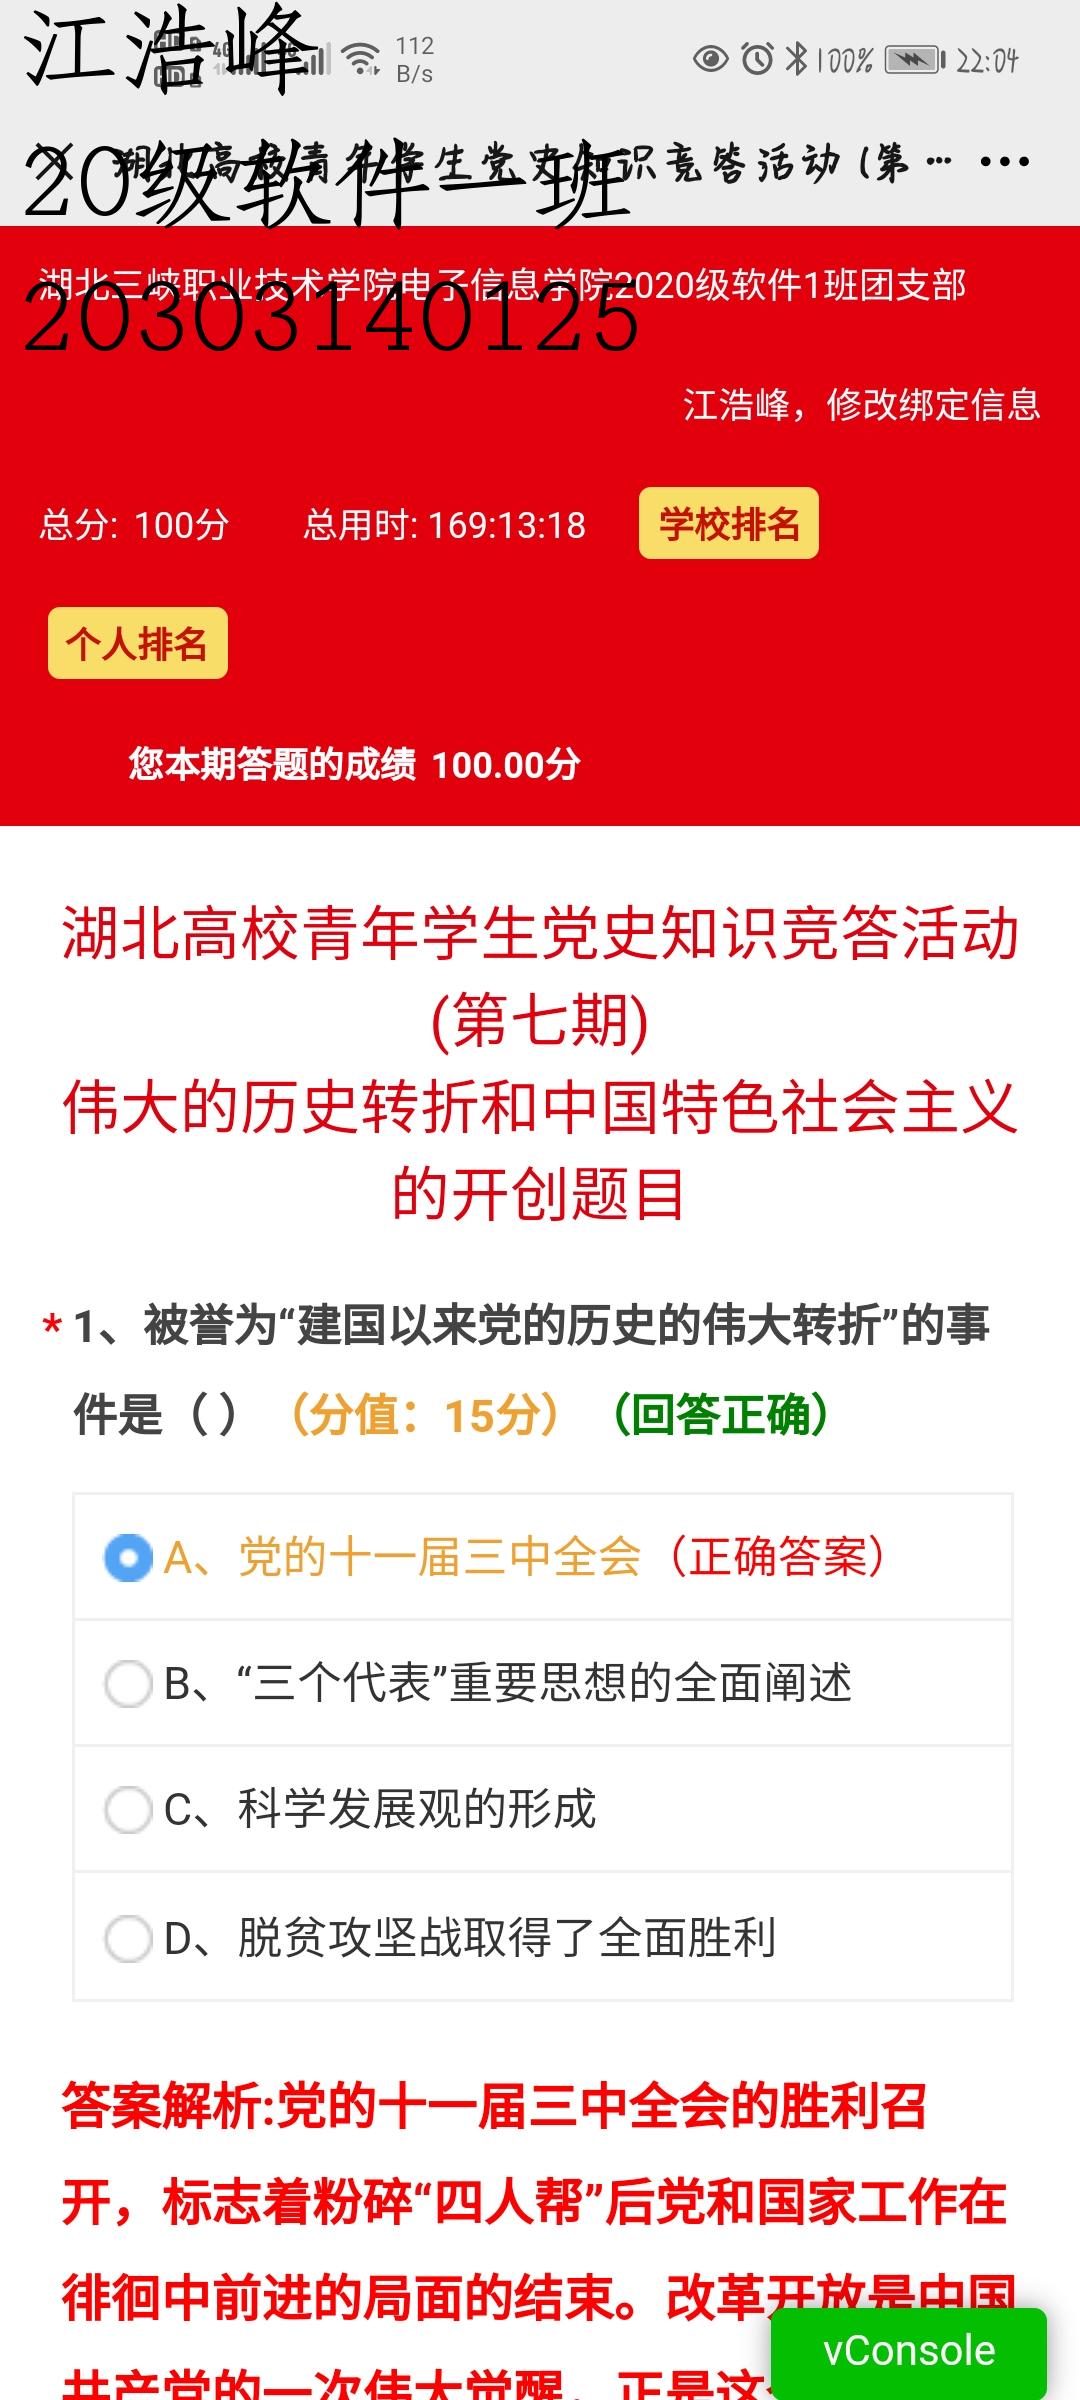 江浩峰
112
B/s
100%
22:04
20级软件一班
湖北高校青年学生党史知识竞答活动 (第 ...
湖北三峡职业技术学院电子信息学院2020级软件1班团支部
20303140125
江浩峰，修改绑定信息
总分: 100分
总用时: 169:13:18
学校排名
个人排名
您本期答题的成绩 100.00分
湖北高校青年学生党史知识竞答活动
(第七期)
伟大的历史转折和中国特色社会主义
的开创题目
* 1、被誉为“建国以来党的历史的伟大转折”的事
件是（ ）（分值：15分）（回答正确）
A、党的十一届三中全会（正确答案）
B、“三个代表”重要思想的全面阐述
C、科学发展观的形成
D、脱贫攻坚战取得了全面胜利
答案解析:党的十一届三中全会的胜利召
开，标志着粉碎“四人帮”后党和国家工作在
徘徊中前进的局面的结束。改革开放是中国
共产党的一次伟大觉醒，正是这
vConsole